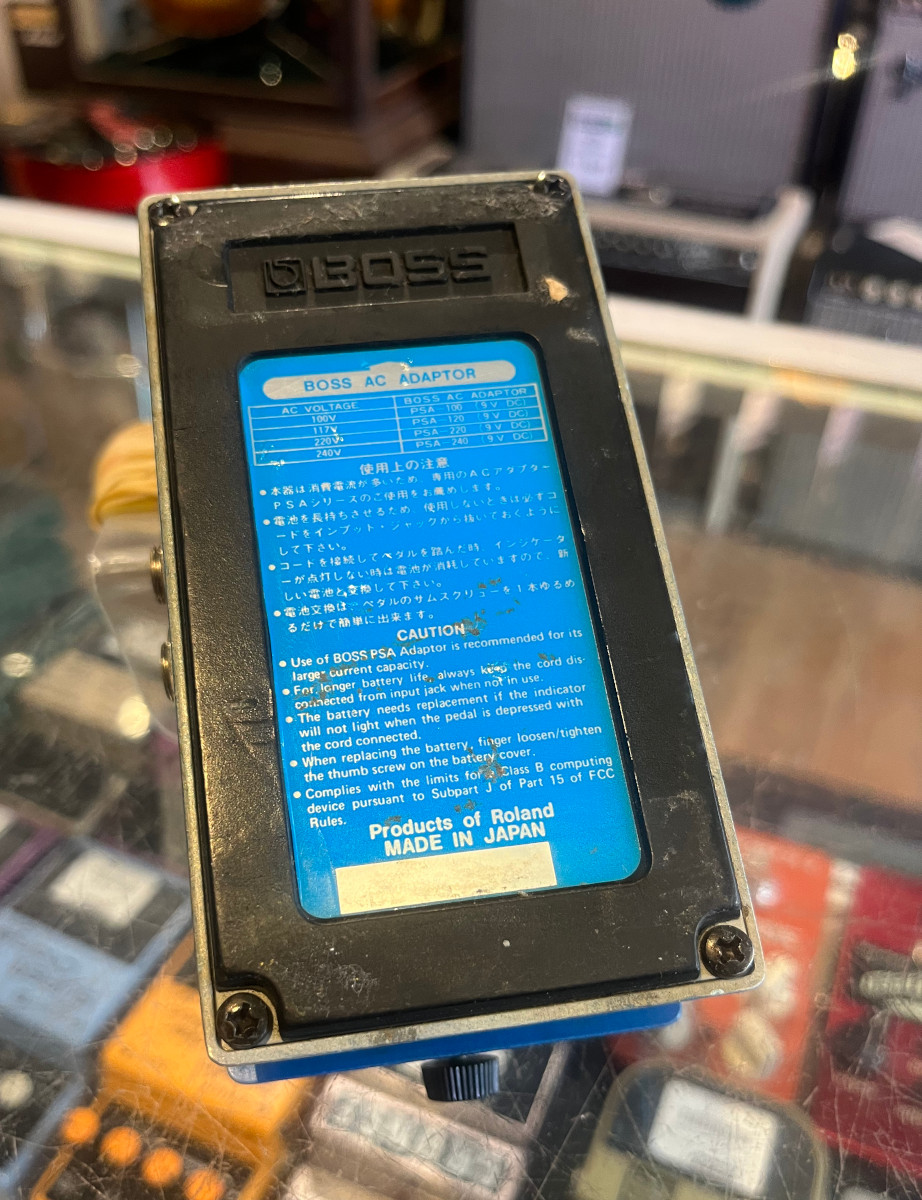 BOSS
BOSS AC ADAPTOR
AC VOLTAGE BOSS AC ADAPTOR
100V PSA-100 (9V DC)
117V PSA-120 (9V DC)
220V PSA-220 (9V DC)
240V PSA-240 (9V DC)
使用上の注意
●本器は消費電流が多いため、専用のACアダプター
PSAシリーズのご使用をお薦めします。
●電池を長持ちさせるため、使用しないときは必ずコ
ードをインプット・ジャックから抜いておくように
して下さい。
●コードを接続してペダルを踏んだ時、インジケータ
ーが点灯しない時は電池が消耗していますので、新
しい電池と交換して下さい。
●電池交換は、ペダルのサムスクリューを1本ゆるめ
るだけで簡単に出来ます。
CAUTION
● Use of BOSS PSA Adaptor is recommended for its
larger current capacity.
● For longer battery life, always keep the cord dis-
connected from input jack when not in use.
● The battery needs replacement if the indicator
will not light when the pedal is depressed with
the cord connected.
● When replacing the battery, finger loosen/tighten
the thumb screw on the battery cover.
● Complies with the limits for a Class B computing
device pursuant to Subpart J of Part 15 of FCC
Rules.
Products of Roland
MADE IN JAPAN